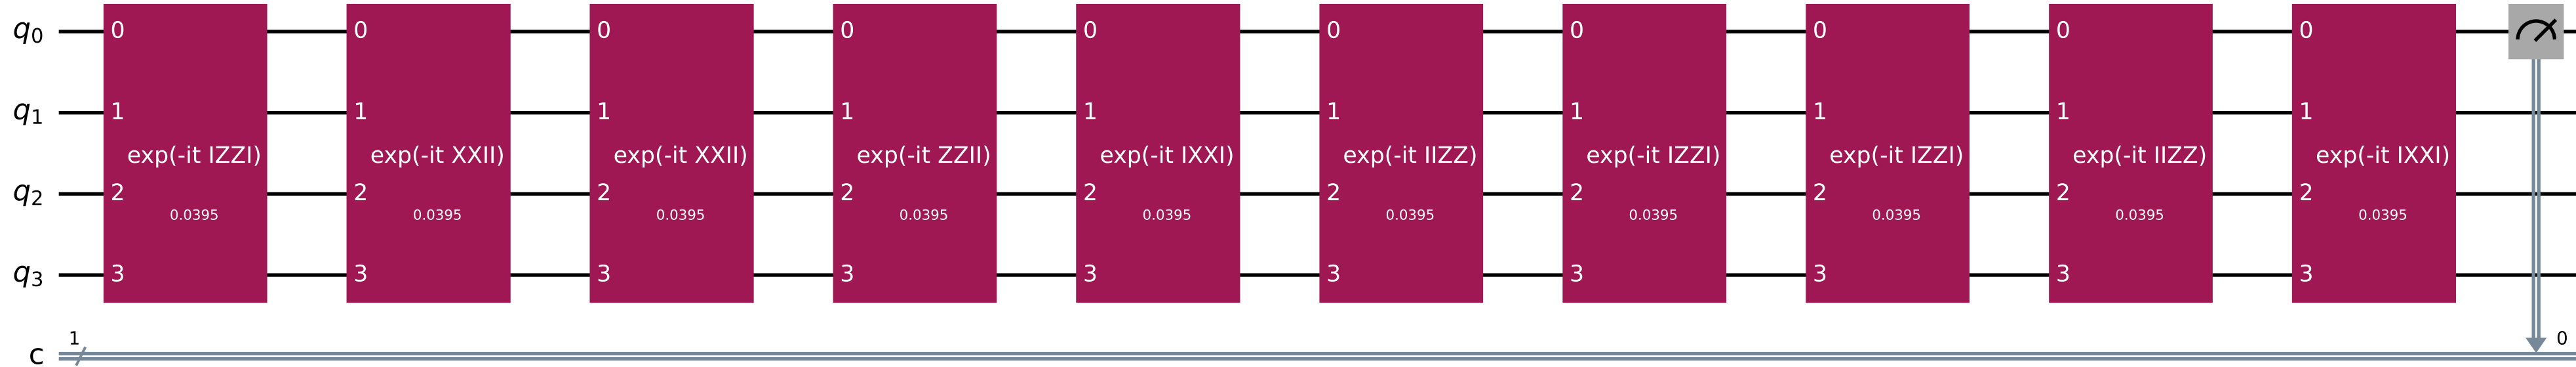 q0 0 0 0 0 0 0 0 0 0 0
q1 1 1 1 1 1 1 1 1 1 1
exp(-it IZZI) exp(-it XXII) exp(-it XXII) exp(-it ZZII) exp(-it IXXI) exp(-it IIZZ) exp(-it IZZI) exp(-it IZZI) exp(-it IIZZ) exp(-it IXXI)
q2 2 2 2 2 2 2 2 2 2 2
0.0395 0.0395 0.0395 0.0395 0.0395 0.0395 0.0395 0.0395 0.0395 0.0395
q3 3 3 3 3 3 3 3 3 3 3
1 0
c